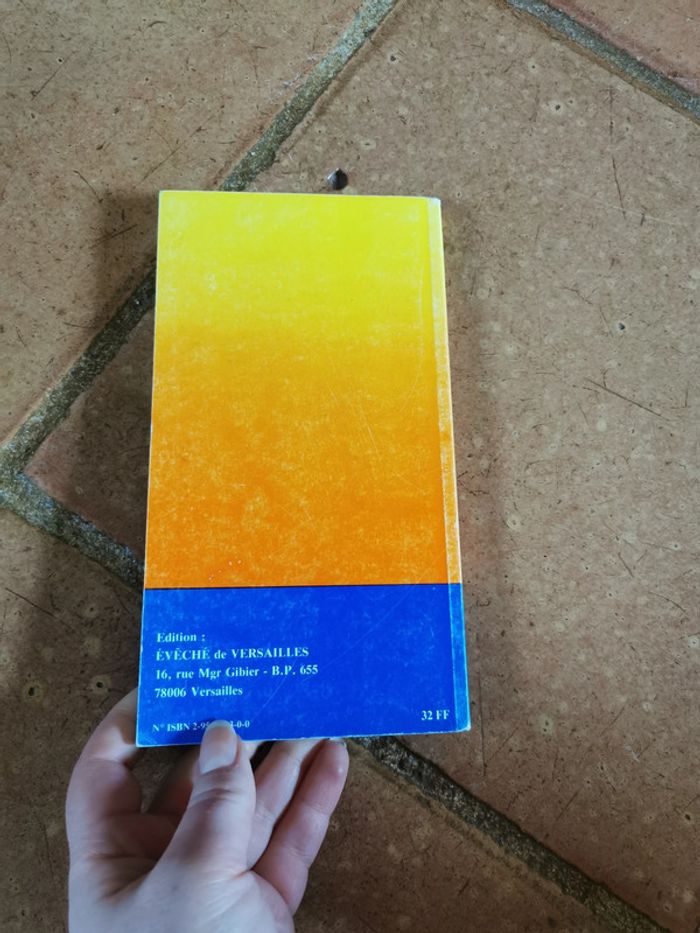 Edition :
ÉVÊCHÉ de VERSAILLES
16, rue Mgr Gibier - B.P. 655
78006 Versailles
N° ISBN
32 FF